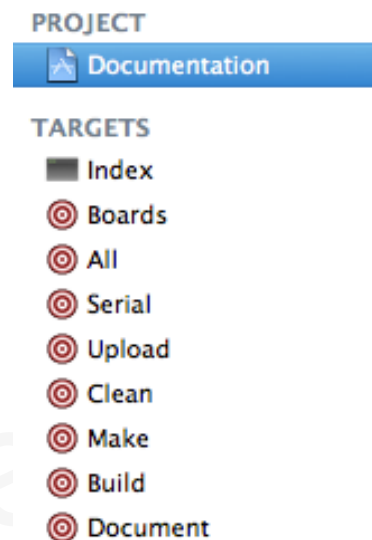 PROJECT
Documentation
TARGETS
Index
Boards
All
Serial
Upload
Clean
Make
Build
Document